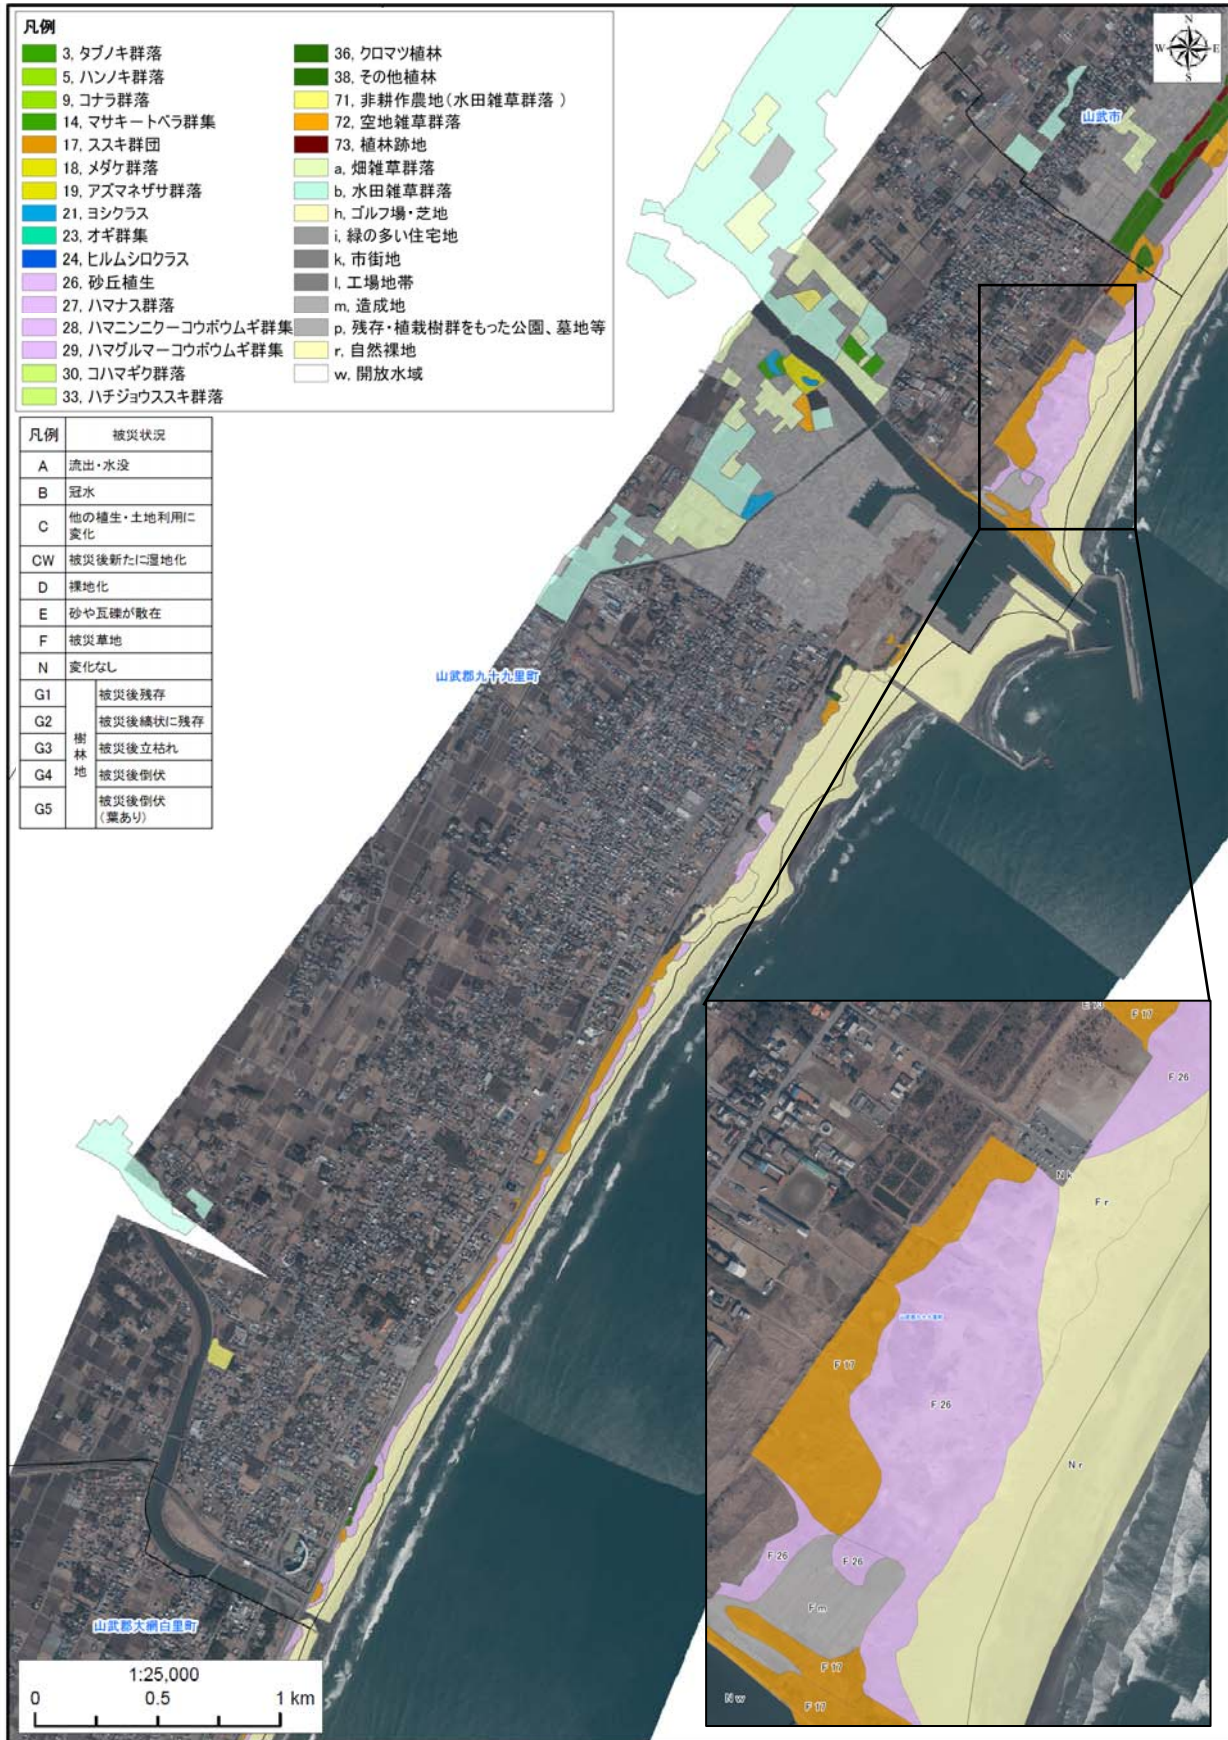 凡例
3, タブノキ群落
5, ハンノキ群落
9, コナラ群落
14, マサキートベラ群集
17, ススキ群団
18, メダケ群落
19, アズマネザサ群落
21, ヨシクラス
23, オギ群集
24, ヒルムシロクラス
26, 砂丘植生
27, ハマナス群落
28, ハマニンニクーコウボウムギ群集
29, ハマグルマーコウボウムギ群集
30, コハマギク群落
33, ハチジョウススキ群落
36, クロマツ植林
38, その他植林
71, 非耕作農地(水田雑草群落 )
72, 空地雑草群落
73, 植林跡地
a, 畑雑草群落
b, 水田雑草群落
h, ゴルフ場・芝地
i, 緑の多い住宅地
k, 市街地
l, 工場地帯
m, 造成地
p, 残存・植栽樹群をもった公園、墓地等
r, 自然裸地
w, 開放水域
N
W E
S
山武市
凡例 被災状況
A 流出・水没
B 冠水
C 他の植生・土地利用に
変化
CW 被災後新たに湿地化
D 裸地化
E 砂や瓦礫が散在
F 被災草地
N 変化なし
樹林地
G1 被災後残存
G2 被災後縞状に残存
G3 被災後立枯れ
G4 被災後倒伏
G5 被災後倒伏
(葉あり)
山武郡九十九里町
山武郡大網白里町
E 73
F 17
F 26
N k
F r
山武郡九十九里町
F 17
F 26
N r
F 26
F 26
F m
F 17
F 17
N w
1:25,000
0 0.5 1 km